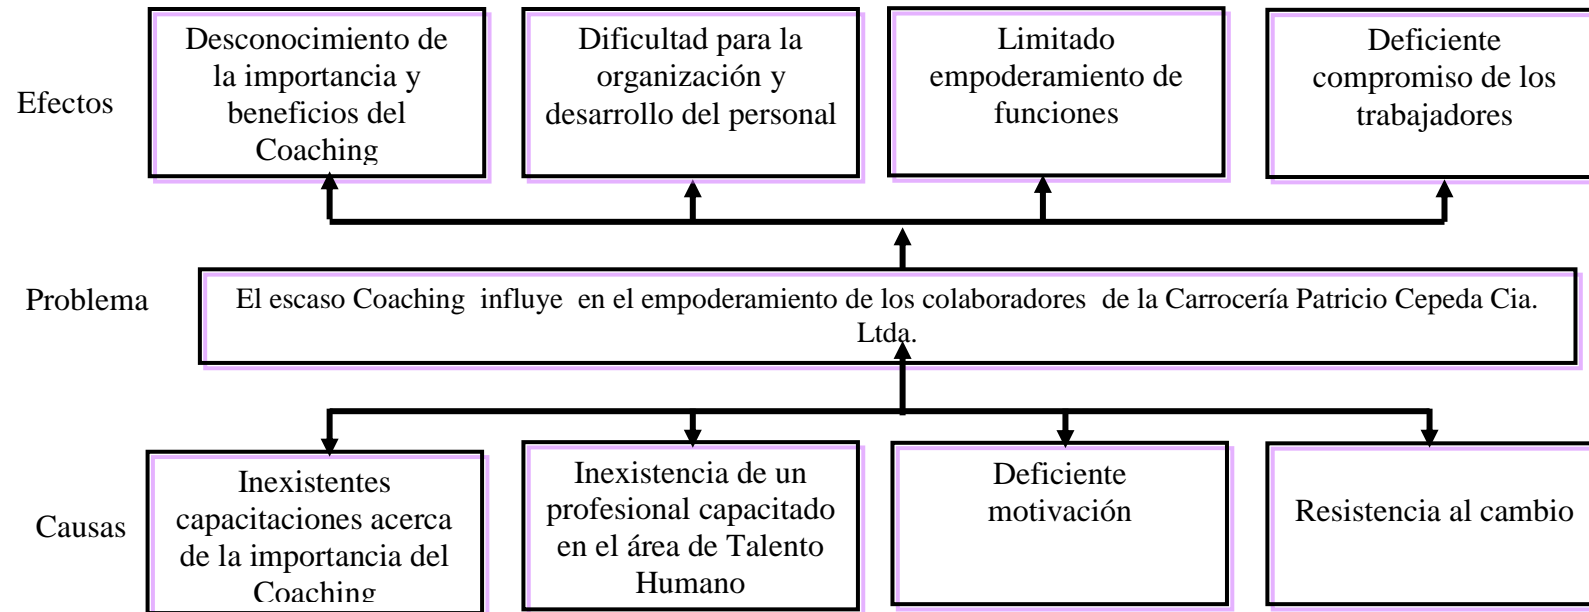 Efectos
Desconocimiento de
la importancia y
beneficios del
Coaching
Dificultad para la
organización y
desarrollo del personal
Limitado
empoderamiento de
funciones
Deficiente
compromiso de los
trabajadores
Problema
El escaso Coaching influye en el empoderamiento de los colaboradores de la Carrocería Patricio Cepeda Cia.
Ltda.
Causas
Inexistentes
capacitaciones acerca
de la importancia del
Coaching
Inexistencia de un
profesional capacitado
en el área de Talento
Humano
Deficiente
motivación
Resistencia al cambio